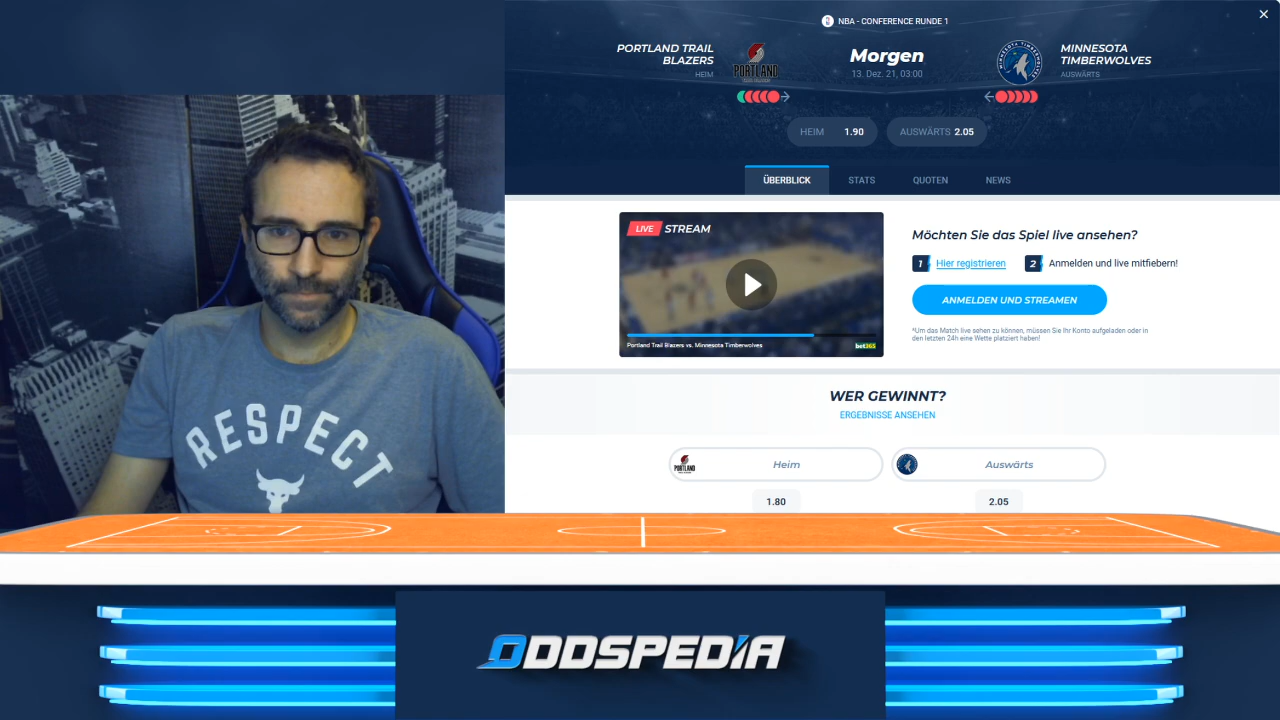 NBA - CONFERENCE RUNDE 1
PORTLAND TRAIL
BLAZERS
HEIM
PORTLAND
Morgen
13. Dez. 21, 03:00
MINNESOTA
TIMBERWOLVES
AUSWÄRTS
HEIM 1.90
AUSWÄRTS 2.05
ÜBERBLICK STATS QUOTEN NEWS
LIVE STREAM
Portland Trail Blazers vs. Minnesota Timberwolves
bet365
Möchten Sie das Spiel live ansehen?
1 Hier registrieren
2 Anmelden und live mitfiebern!
ANMELDEN UND STREAMEN
*Um das Match live sehen zu können, müssen Sie Ihr Konto aufgeladen oder in
den letzten 24h eine Wette platziert haben!
WER GEWINNT?
ERGEBNISSE ANSEHEN
PORTLAND
Heim
Auswärts
1.80
2.05
RESPECT
ODDSPEDIA